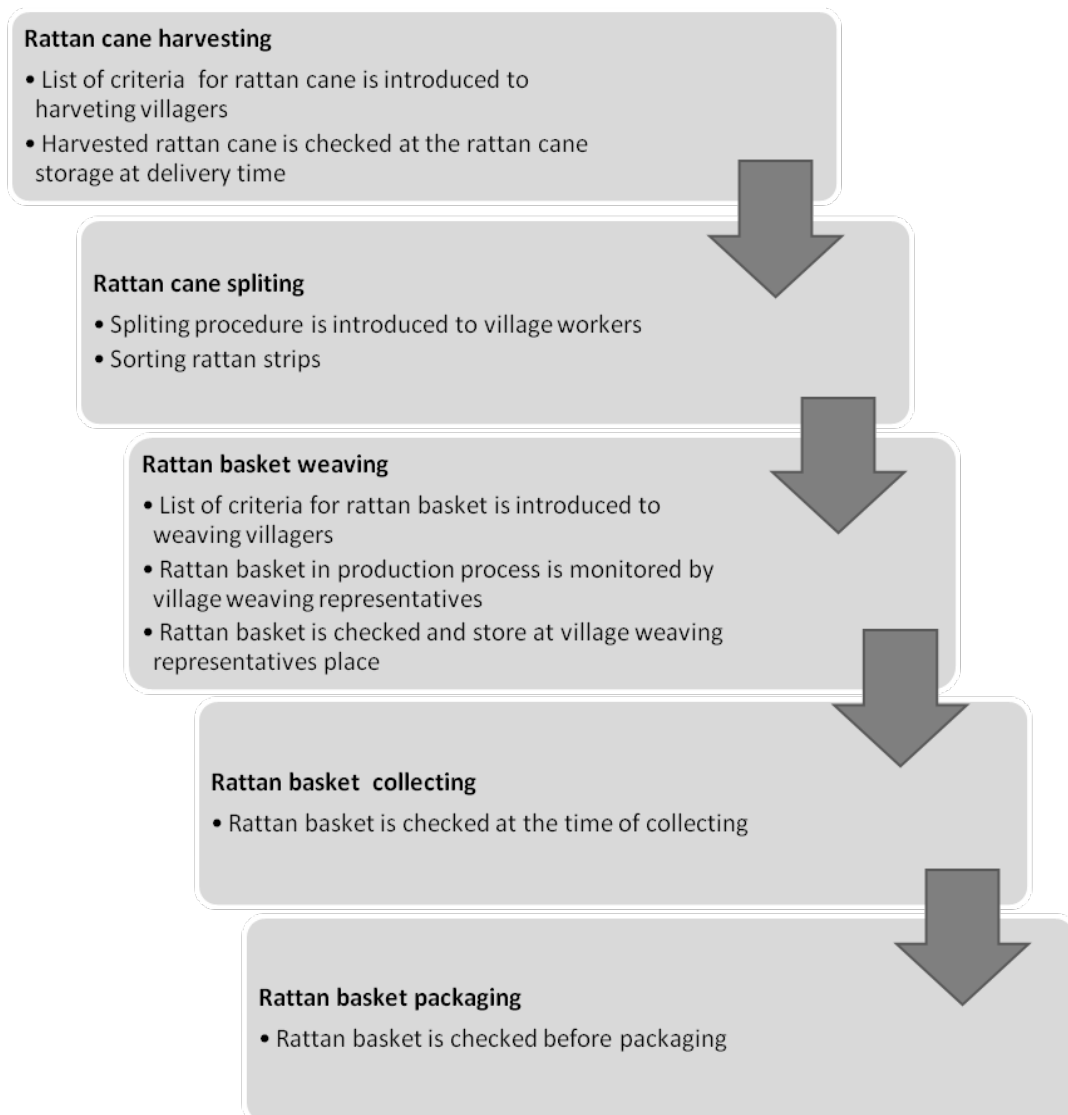 Rattan cane harvesting
• List of criteria  for rattan cane is introduced to
harveting villagers
• Harvested rattan cane is checked at the rattan cane
storage at delivery time
Rattan cane spliting
• Spliting procedure is introduced to village workers
• Sorting rattan strips
Rattan basket weaving
• List of criteria for rattan basket is introduced to
weaving villagers
• Rattan basket in production process is monitored by
village weaving representatives
• Rattan basket is checked and store at village weaving
representatives place
Rattan basket  collecting
• Rattan basket is checked at the time of collecting
Rattan basket packaging
• Rattan basket is checked before packaging